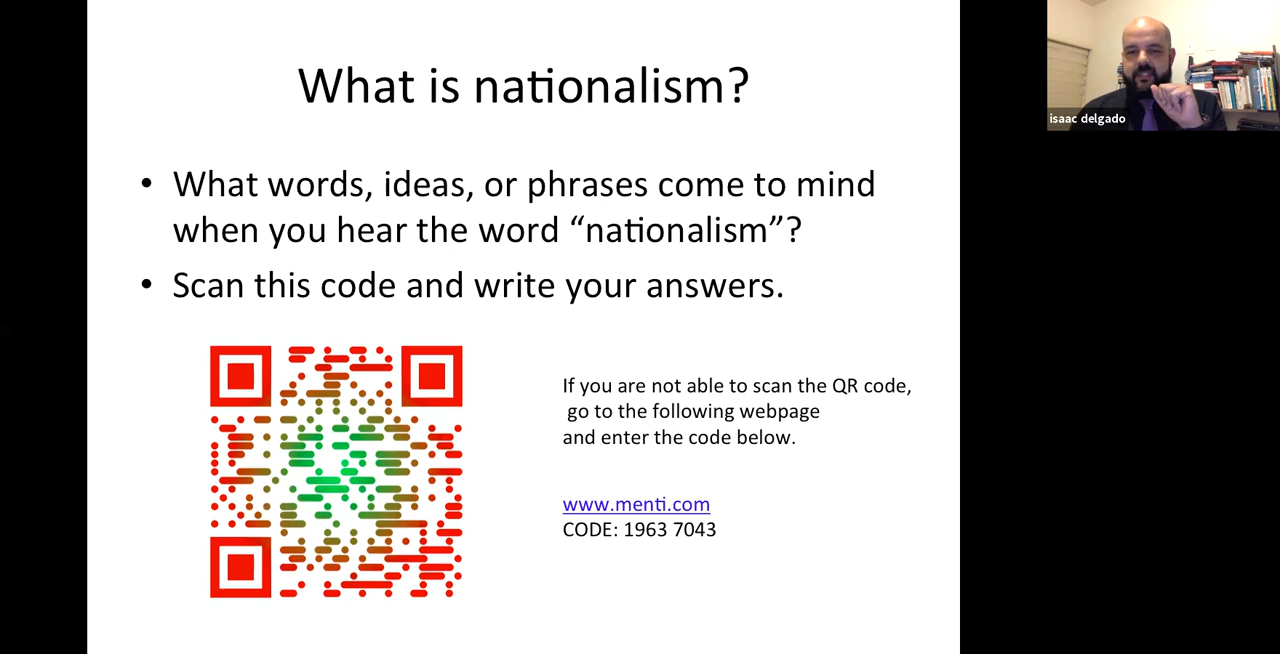 What is nationalism?
• What words, ideas, or phrases come to mind
when you hear the word “nationalism”?
• Scan this code and write your answers.
If you are not able to scan the QR code,
go to the following webpage
and enter the code below.
www.menti.com
CODE: 1963 7043
isaac delgado